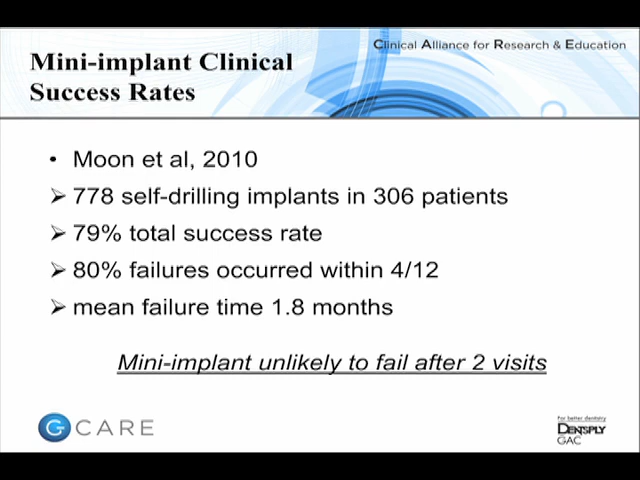 Clinical Alliance for Research & Education
Mini-implant Clinical
Success Rates
• Moon et al, 2010
➢ 778 self-drilling implants in 306 patients
➢ 79% total success rate
➢ 80% failures occurred within 4/12
➢ mean failure time 1.8 months
Mini-implant unlikely to fail after 2 visits
G CARE
For better dentistry
DENTSPLY
GAC